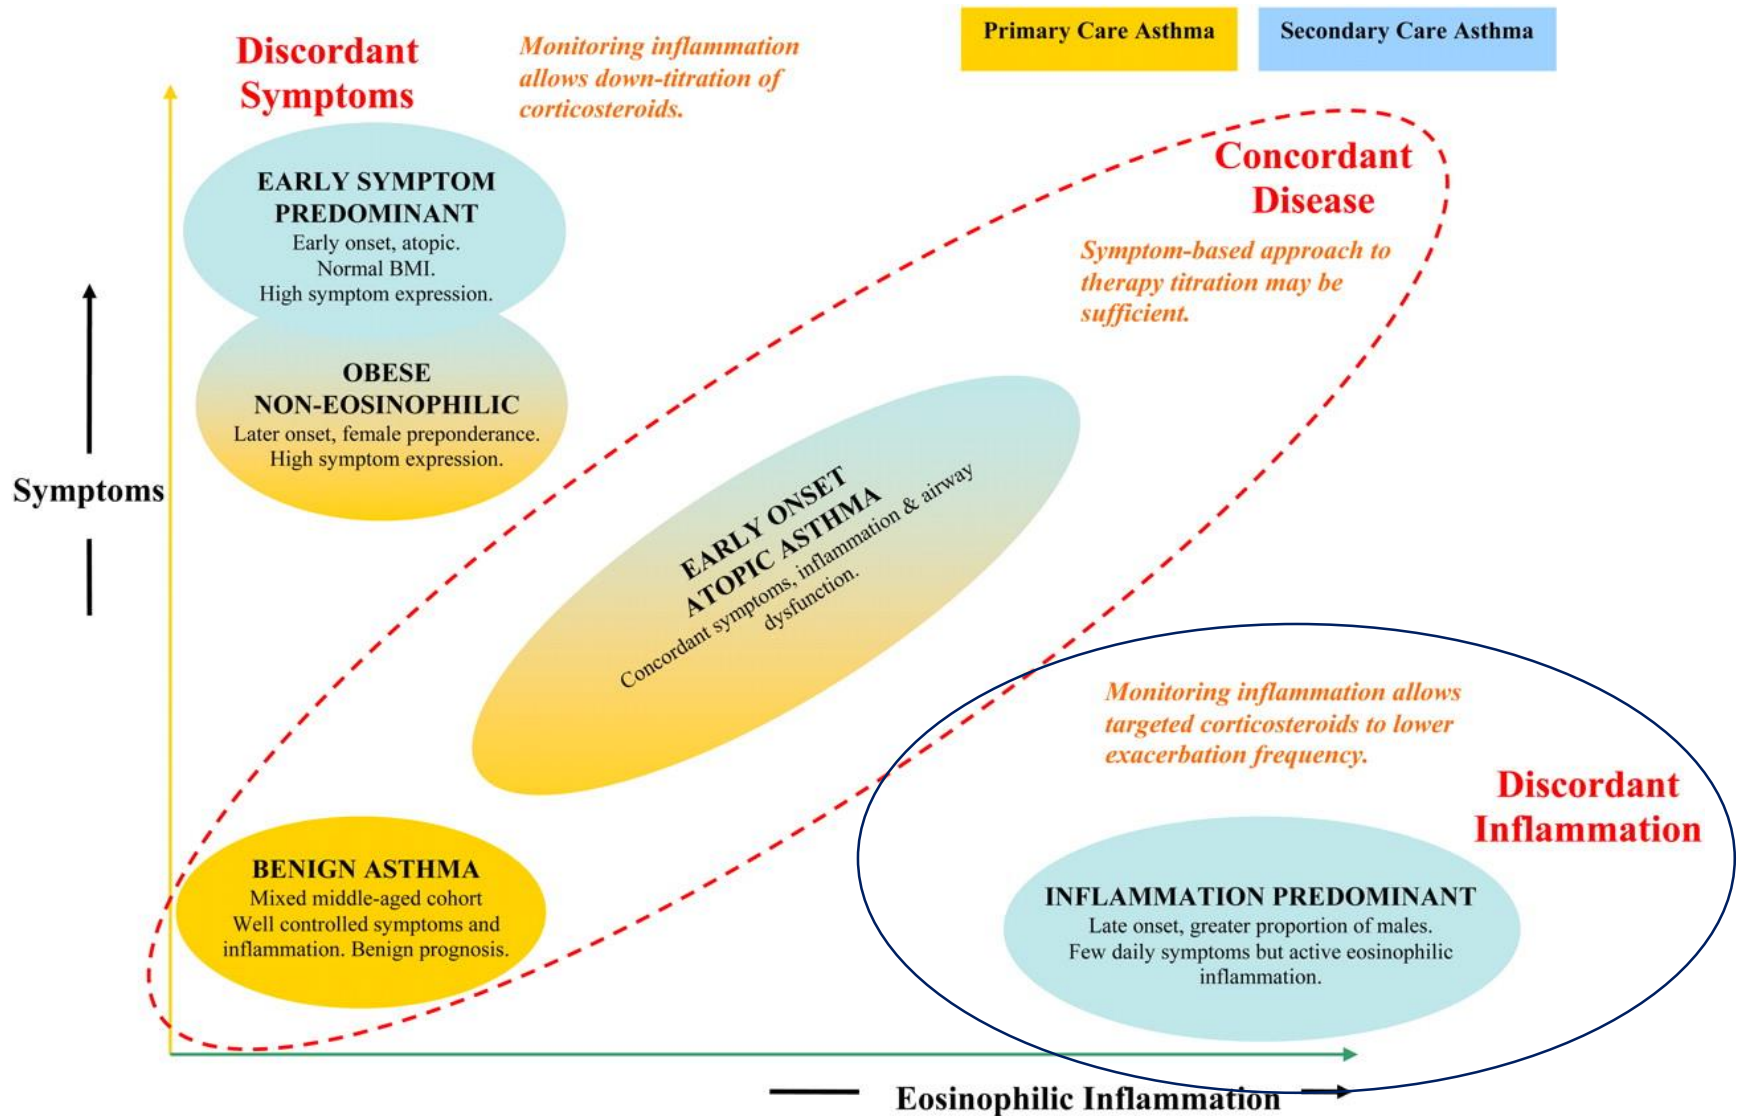 Primary Care Asthma
Secondary Care Asthma
Discordant
Symptoms
Monitoring inflammation
allows down-titration of
corticosteroids.
EARLY SYMPTOM
PREDOMINANT
Early onset, atopic.
Normal BMI.
High symptom expression.
OBESE
NON-EOSINOPHILIC
Later onset, female preponderance.
High symptom expression.
Symptoms
Concordant
Disease
Symptom-based approach to
therapy titration may be
sufficient.
EARLY ONSET
ATOPIC ASTHMA
Concordant symptoms, inflammation & airway
dysfunction.
BENIGN ASTHMA
Mixed middle-aged cohort
Well controlled symptoms and
inflammation. Benign prognosis.
Monitoring inflammation allows
targeted corticosteroids to lower
exacerbation frequency.
Discordant
Inflammation
INFLAMMATION PREDOMINANT
Late onset, greater proportion of males.
Few daily symptoms but active eosinophilic
inflammation.
Eosinophilic Inflammation